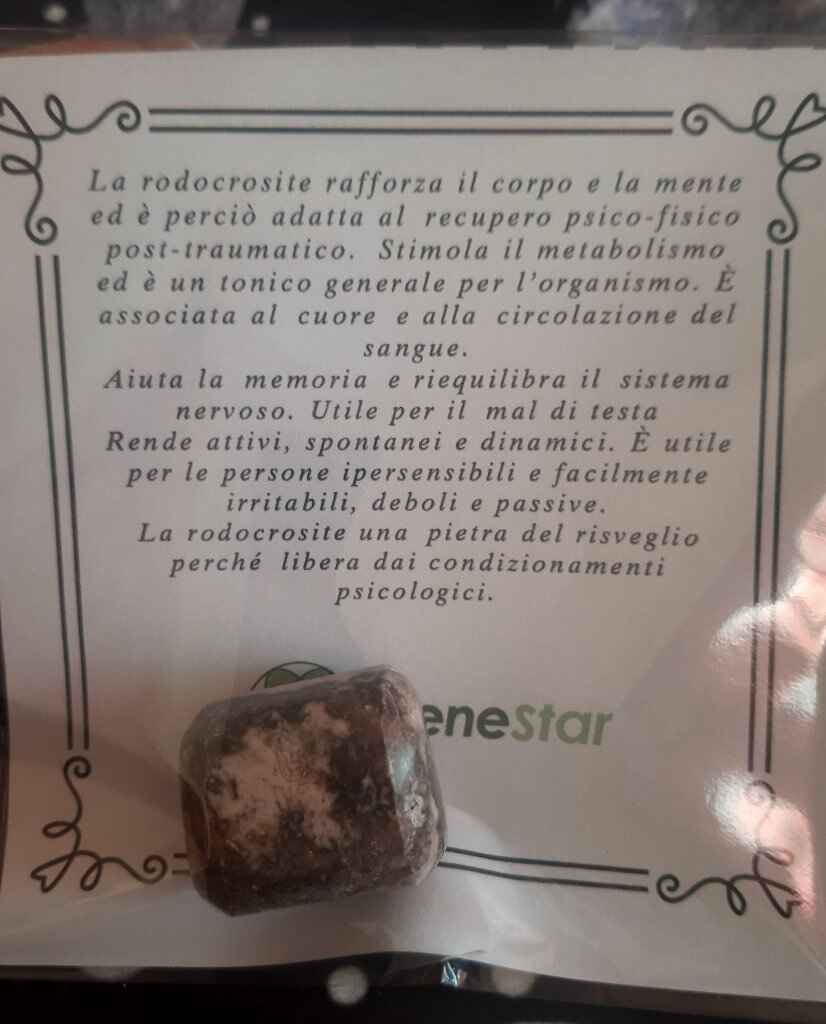 La rodocrosite rafforza il corpo e la mente
ed è perciò adatta al recupero psico-fisico
post-traumatico. Stimola il metabolismo
ed è un tonico generale per l'organismo. È
associata al cuore e alla circolazione del
sangue.
Aiuta la memoria e riequilibra il sistema
nervoso. Utile per il mal di testa
Rende attivi, spontanei e dinamici. È utile
per le persone ipersensibili e facilmente
irritabili, deboli e passive.
La rodocrosite una pietra del risveglio
perché libera dai condizionamenti
psicologici.
eneStar